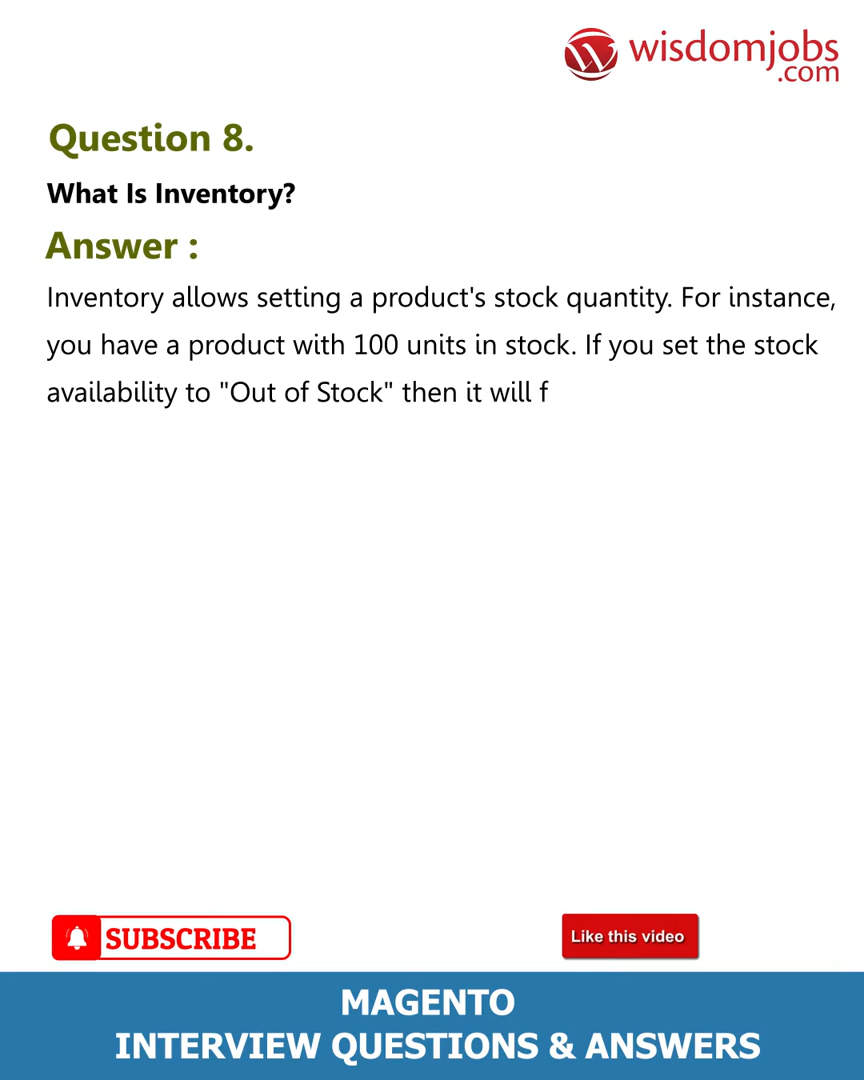 wisdomjobs
.com
Question 8.
What Is Inventory?
Answer :
Inventory allows setting a product's stock quantity. For instance,
you have a product with 100 units in stock. If you set the stock
availability to "Out of Stock" then it will f
SUBSCRIBE
Like this video
MAGENTO
INTERVIEW QUESTIONS & ANSWERS